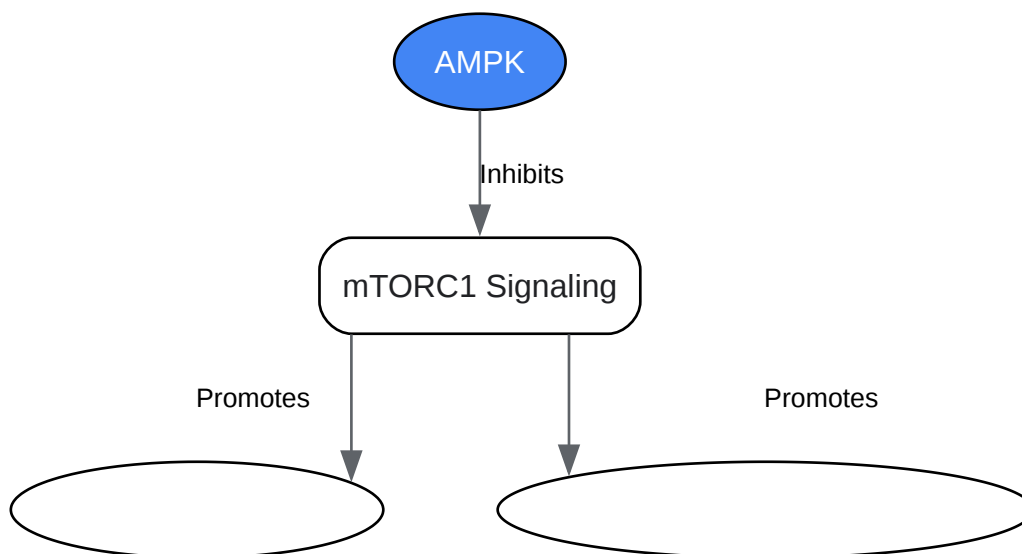 AMPK
Inhibits
mTORC1 Signaling
Promotes
Promotes